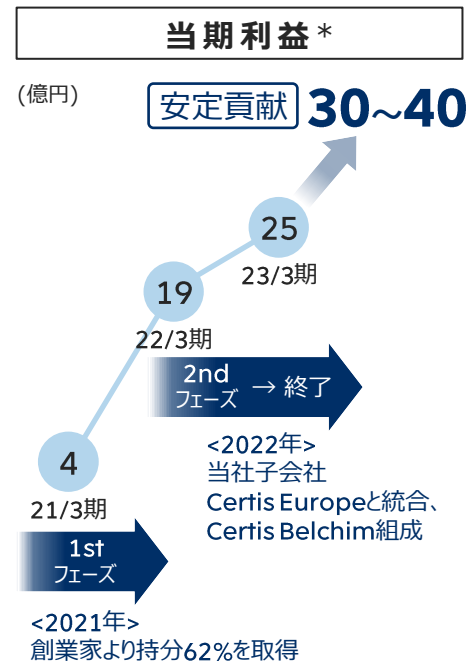 当期利益*
(億円)
安定貢献 30~40
25
23/3期
19
22/3期
2nd
フェーズ → 終了
<2022年>
当社子会社
Certis Europeと統合、
Certis Belchim組成
4
21/3期
1st
フェーズ
<2021年>
創業家より持分62%を取得